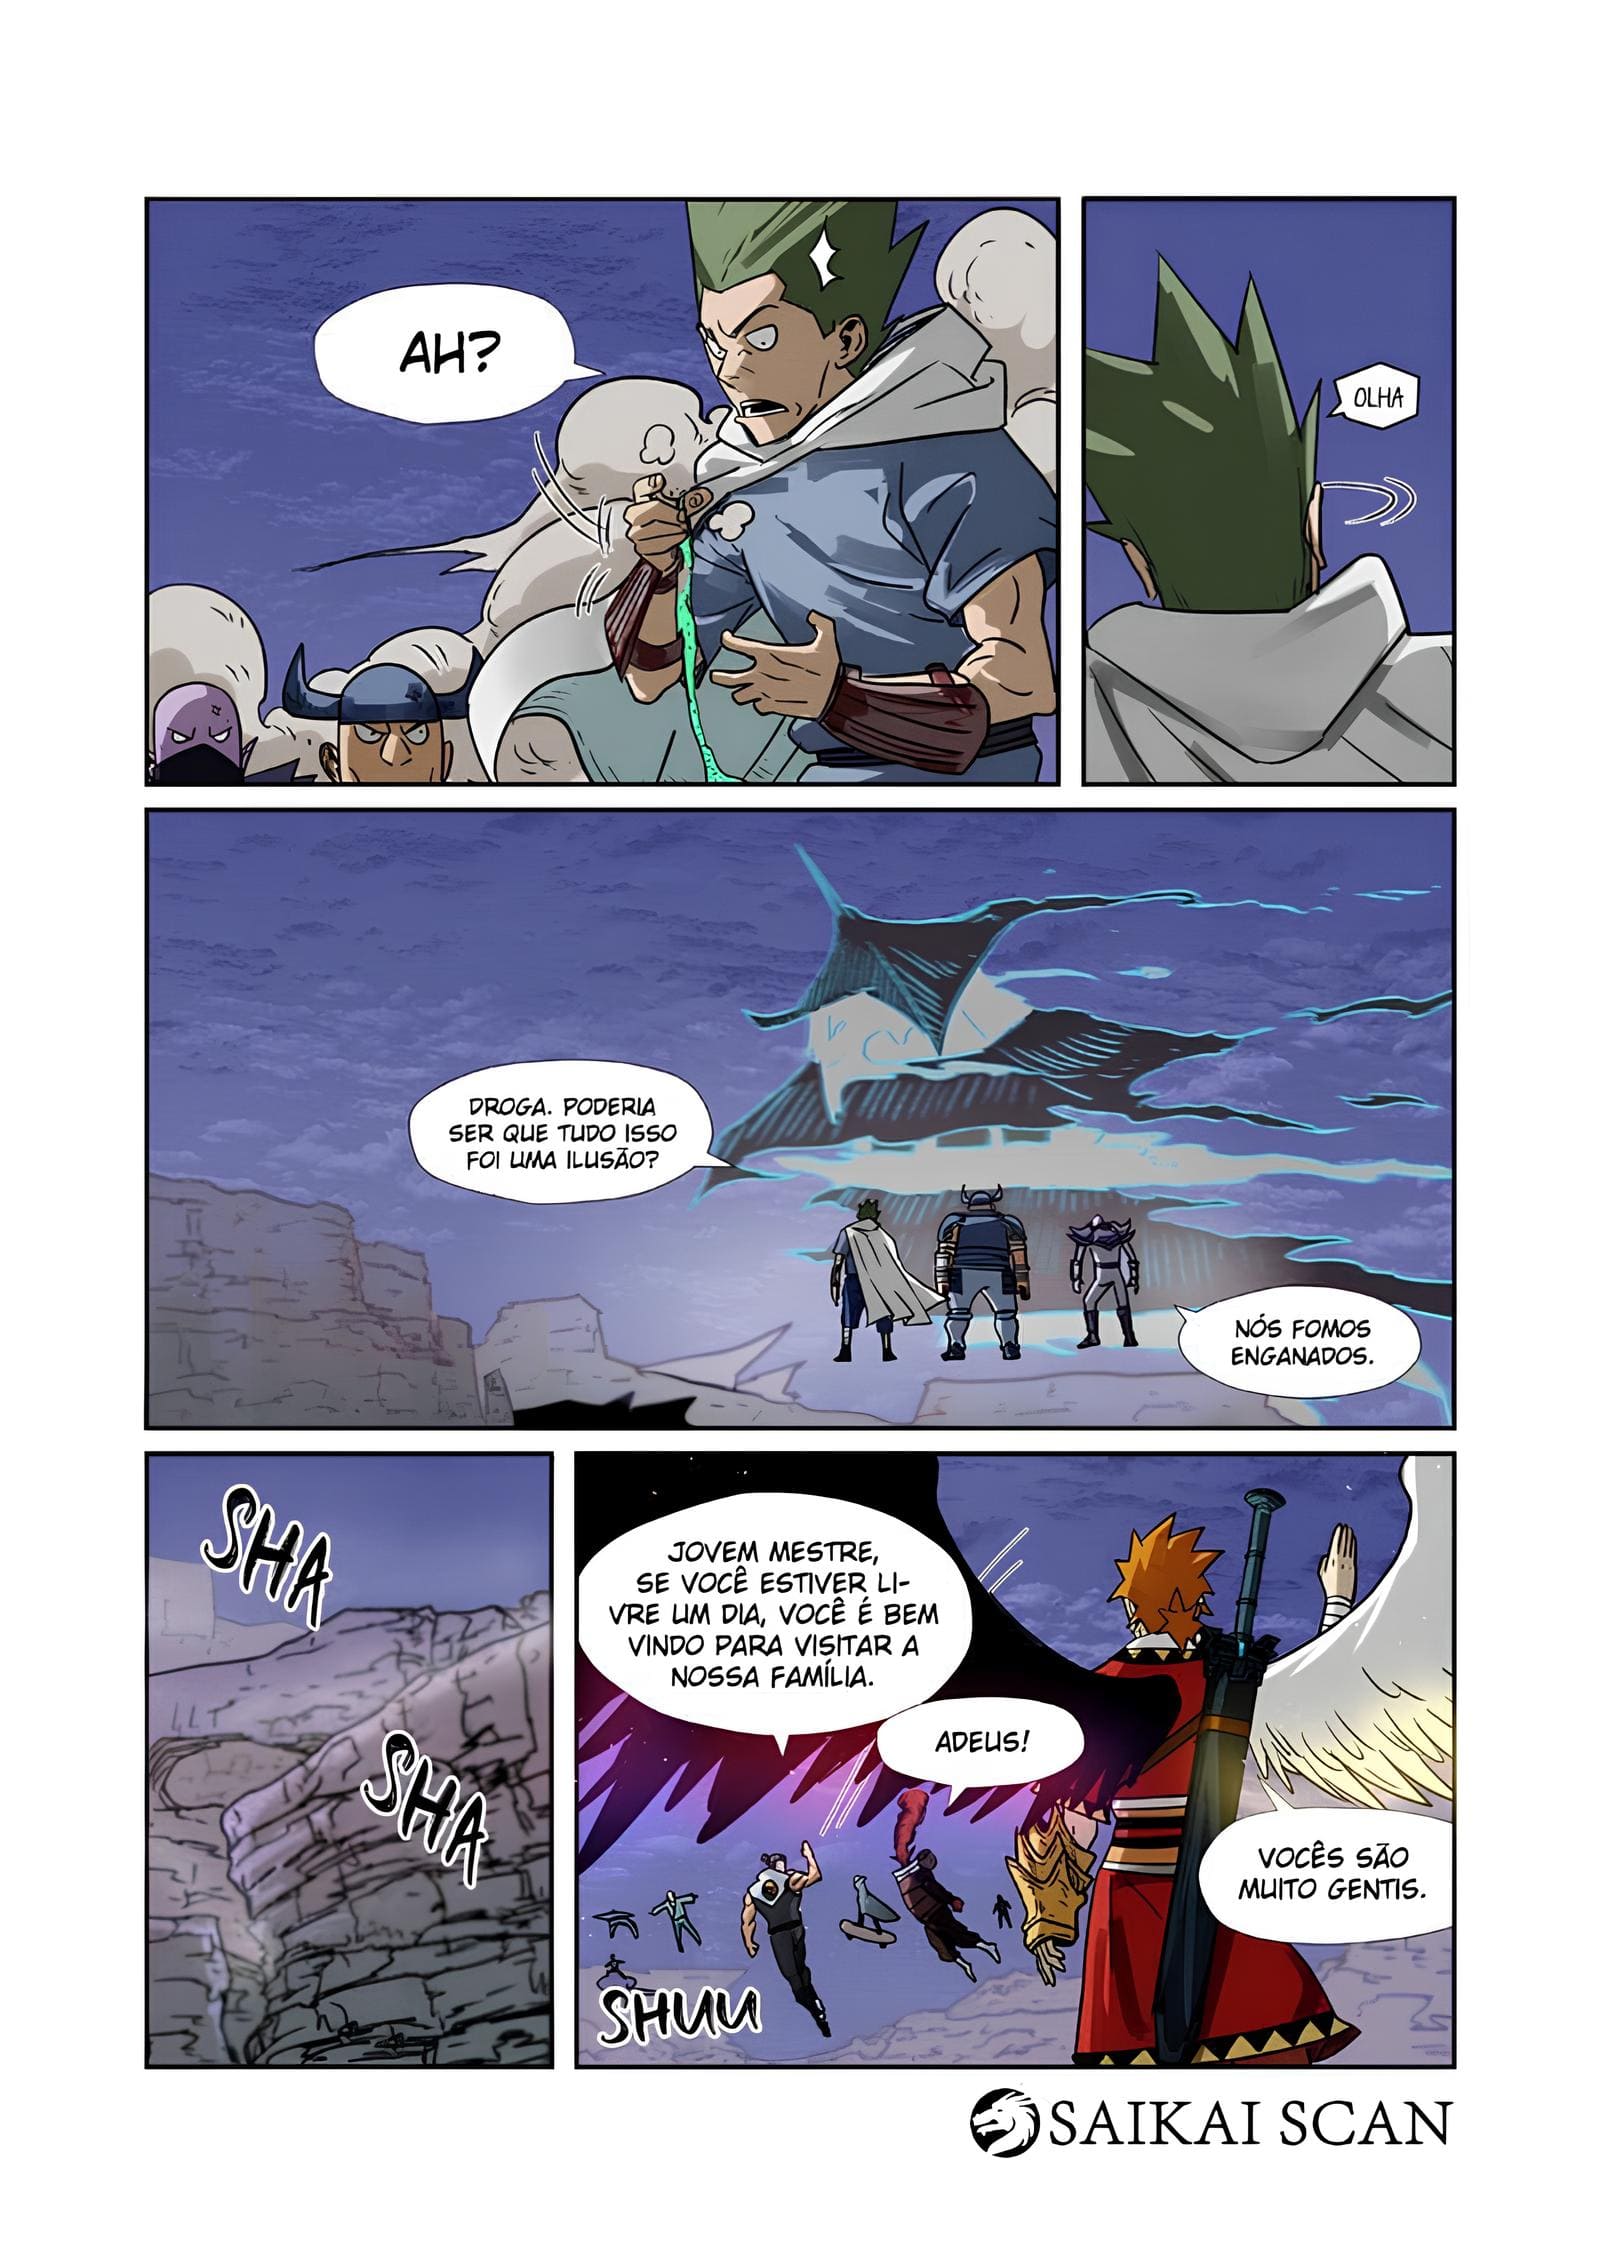 AH?
OLHA
DROGA. PODERIA
SER QUE TUDO ISSO
FOI UMA ILUSÃO?
NÓS FOMOS
ENGANADOS.
SHA
SHA
JOVEM MESTRE,
SE VOCÊ ESTIVER LI-
VRE UM DIA, VOCÊ É BEM
VINDO PARA VISITAR A
NOSSA FAMÍLIA.
ADEUS!
VOCÊS SÃO
MUITO GENTIS.
SHUU
SAIKAI SCAN